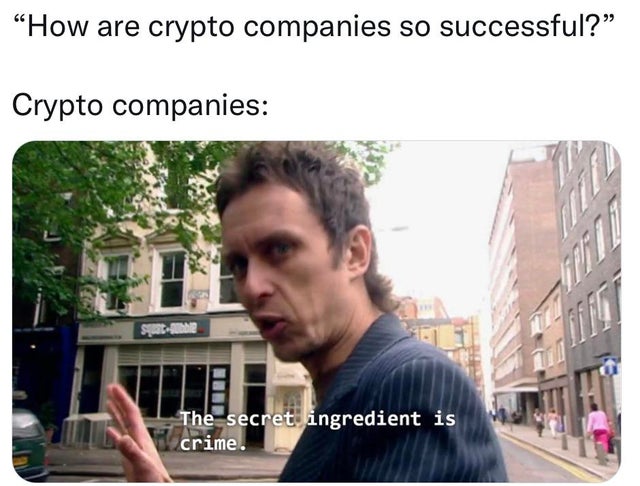 “How are crypto companies so successful?”
Crypto companies:
The secret ingredient is
crime.